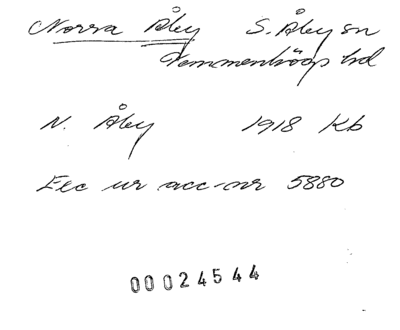 Norra Åby S. Åby sn
Vemmenhögs hd
N. Åby 1918 Kb
Exc ur acc-nr 5880
00024544